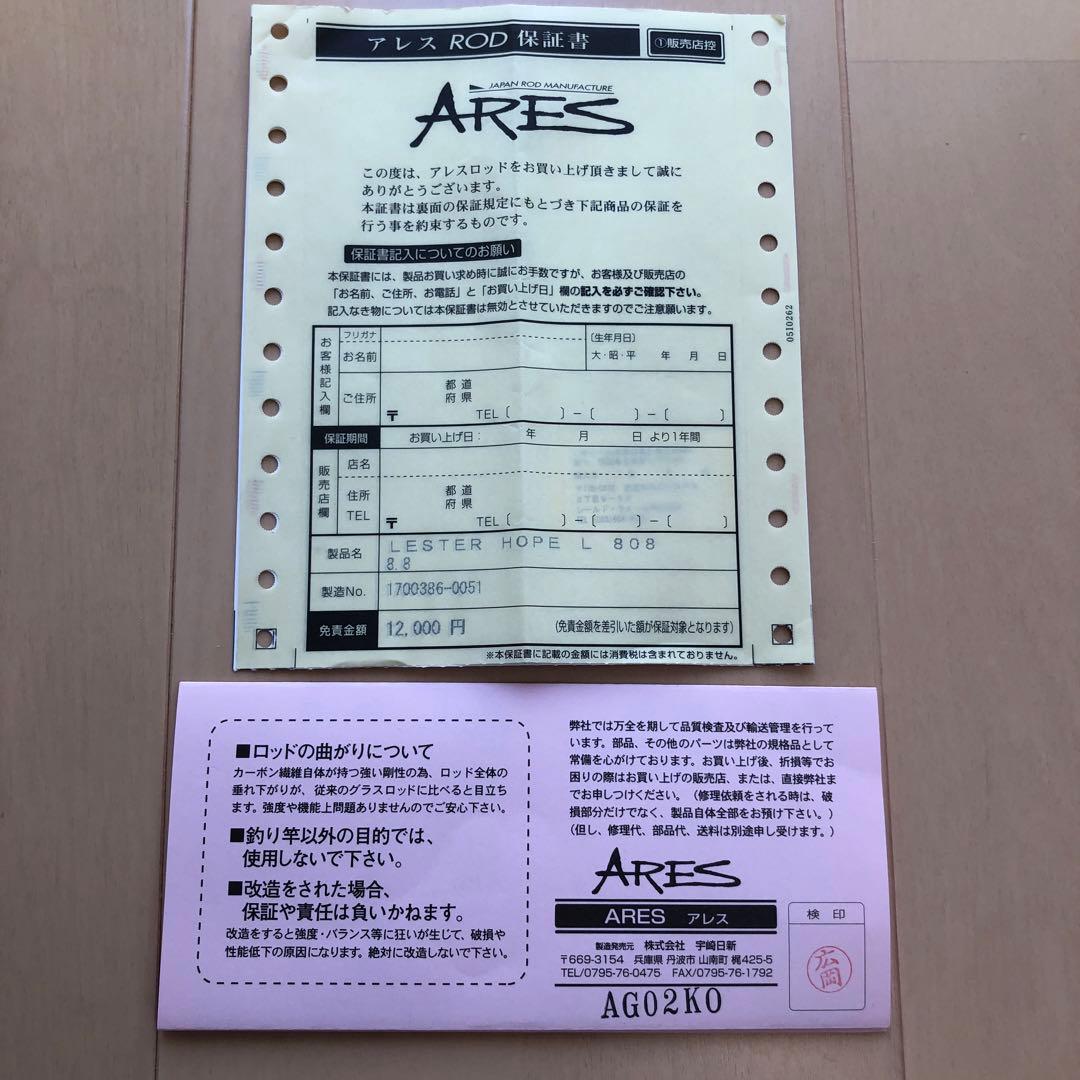 アレス ROD 保証書
①販売店控
JAPAN ROD MANUFACTURE
ARES
この度は、アレスロッドをお買い上げ頂きまして誠に
ありがとうございます。
本証書は裏面の保証規定にもとづき下記商品の保証を
行う事を約束するものです。
保証書記入についてのお願い
本保証書には、製品お買い求め時に誠にお手数ですが、お客様及び販売店の
「お名前、ご住所、お電話」と「お買い上げ日」欄の記入を必ずご確認下さい。
記入なき物については本保証書は無効とさせていただきますのでご注意願います。
0510262
お客様記入欄
フリガナ
お名前
〔生年月日〕
大・昭・平 年 月 日
ご住所
都 道
府 県
〒 TEL〔 〕－〔 〕－〔 〕
保証期間 お買い上げ日： 年 月 日 より1年間
販売店欄
店名
住所
TEL
都 道
府 県
〒 TEL〔 〕－〔 〕－〔 〕
製品名 LESTER HOPE L 808
8.8
製造No. 1700386-0051
免責金額 12,000 円 (免責金額を差引いた額が保証対象となります)
※本保証書に記載の金額には消費税は含まれておりません。
■ロッドの曲がりについて
カーボン繊維自体が持つ強い剛性の為、ロッド全体の
垂れ下がりが、従来のグラスロッドに比べると目立ち
ます。強度や機能上問題ありませんのでご安心下さい。
■釣り竿以外の目的では、
使用しないで下さい。
■改造をされた場合、
保証や責任は負いかねます。
改造をすると強度・バランス等に狂いが生じて、破損や
性能低下の原因になります。絶対に改造しないで下さい。
弊社では万全を期して品質検査及び輸送管理を行って
います。部品、その他のパーツは弊社の規格品として
常備を心がけております。お買い上げ後、折損等でお
困りの際はお買い上げの販売店、または、直接弊社ま
でお申しつけください。（修理依頼をされる時は、破
損部分だけでなく、製品自体全部をお預け下さい。）
（但し、修理代、部品代、送料は別途申し受けます。）
ARES
ARES アレス
製造発売元 株式会社 宇崎日新
〒669-3154 兵庫県 丹波市 山南町 梶425-5
TEL/0795-76-0475 FAX/0795-76-1792
AG02KO
検 印
広岡